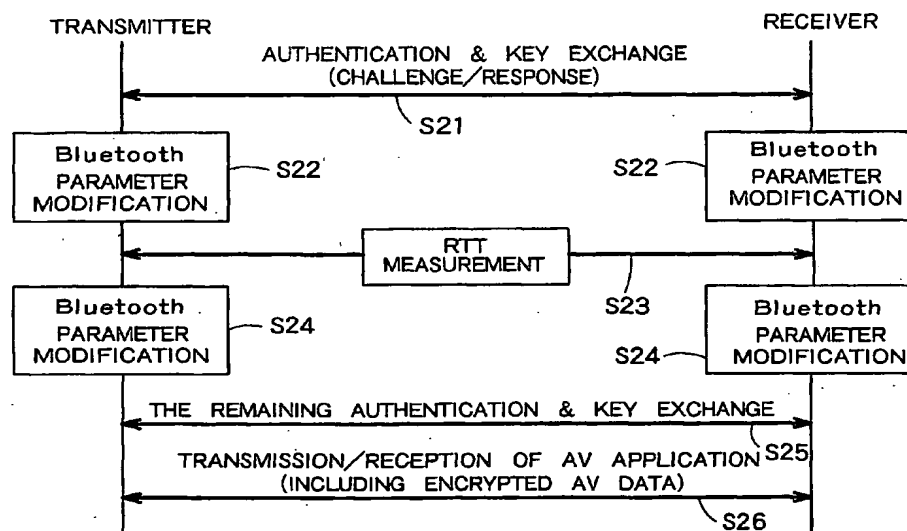 TRANSMITTER
RECEIVER
AUTHENTICATION & KEY EXCHANGE
(CHALLENGE/RESPONSE)
S21
Bluetooth
PARAMETER
MODIFICATION
S22
S22
Bluetooth
PARAMETER
MODIFICATION
RTT
MEASUREMENT
S23
Bluetooth
PARAMETER
MODIFICATION
S24
S24
Bluetooth
PARAMETER
MODIFICATION
THE REMAINING AUTHENTICATION & KEY EXCHANGE
S25
TRANSMISSION/RECEPTION OF AV APPLICATION
(INCLUDING ENCRYPTED AV DATA)
S26